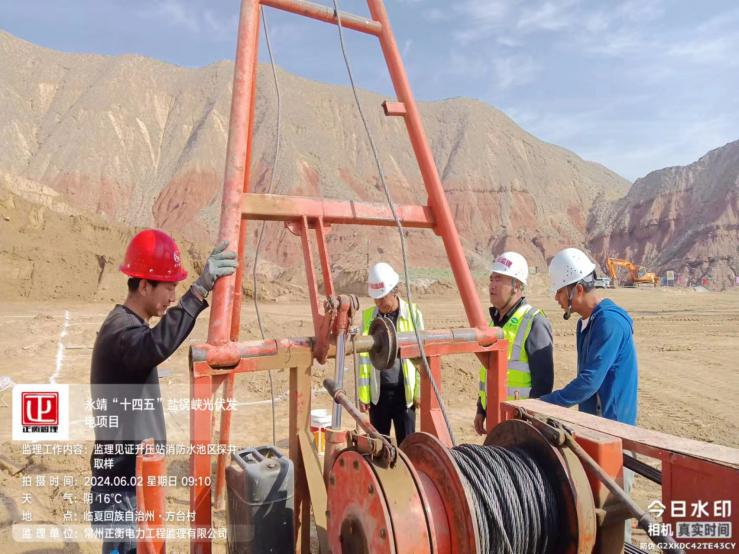 正衡监理
永靖“十四五”盐锅峡光伏发
电项目
监理工作内容：监理见证升压站消防水池区探井
取样
拍摄时间：2024.06.02 星期日 09:10
天气：阴/16℃
地点：临夏回族自治州·方台村
监理单位：常州正衡电力工程监理有限公司
今日水印
相机 真实时间
防伪 G2XKDC42TE43CY